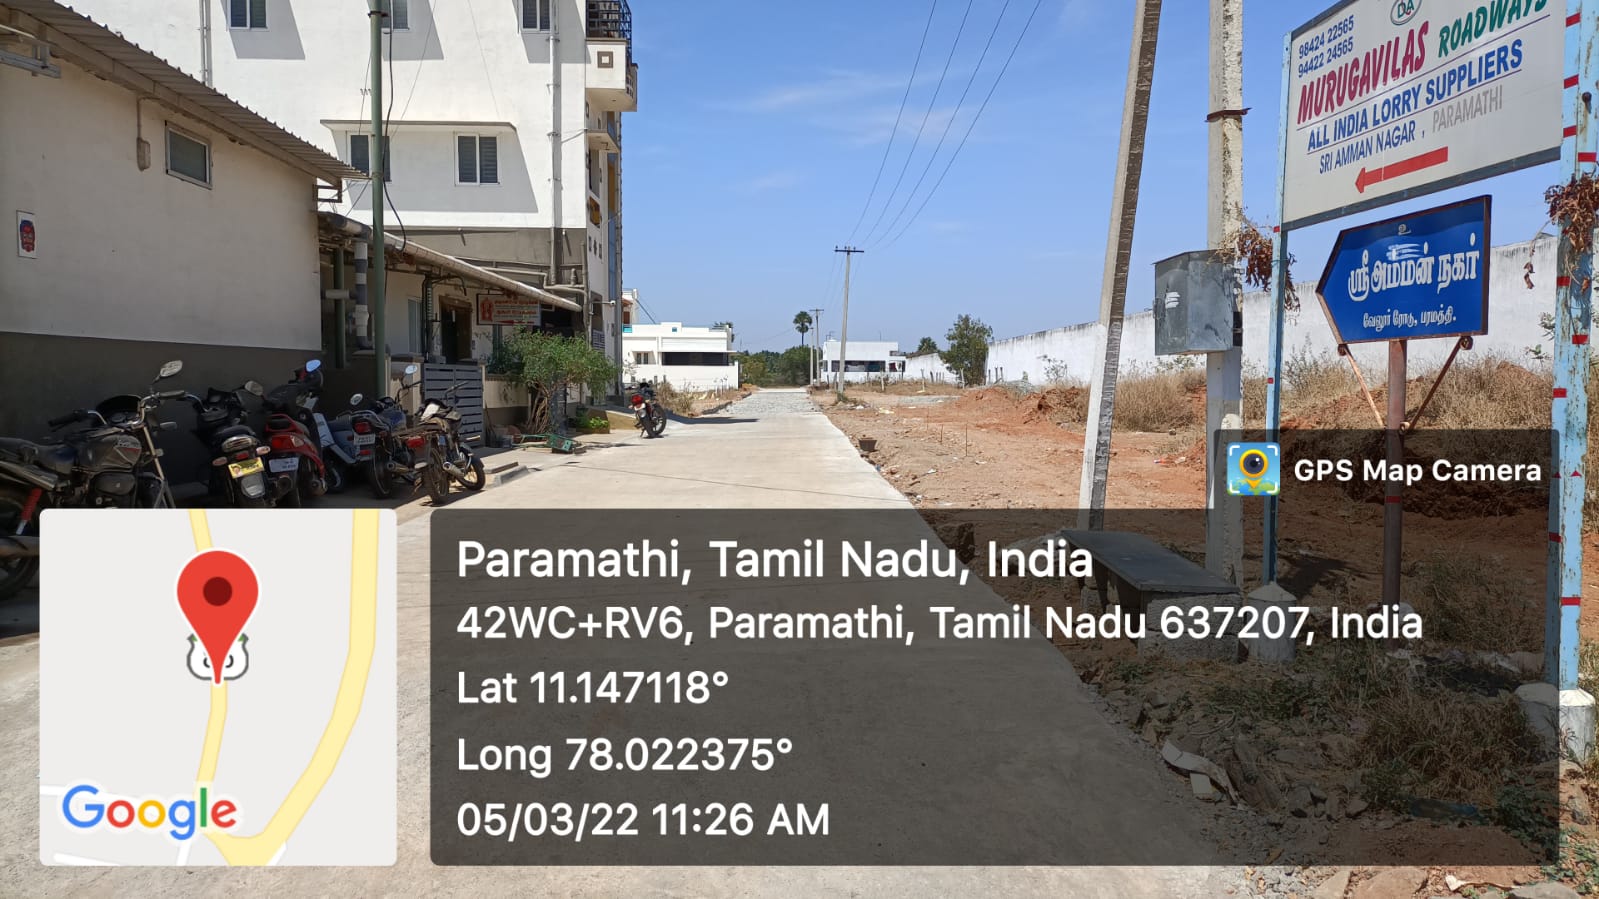 DA
98424 22565
94422 24565
MURUGAVILAS ROADWAYS
ALL INDIA LORRY SUPPLIERS
SRI AMMAN NAGAR , PARAMATHI
உ
ஸ்ரீ அம்மன் நகர்
வேலூர் ரோடு, பரமத்தி.
GPS Map Camera
Paramathi, Tamil Nadu, India
42WC+RV6, Paramathi, Tamil Nadu 637207, India
Lat 11.147118°
Long 78.022375°
05/03/22 11:26 AM
Google